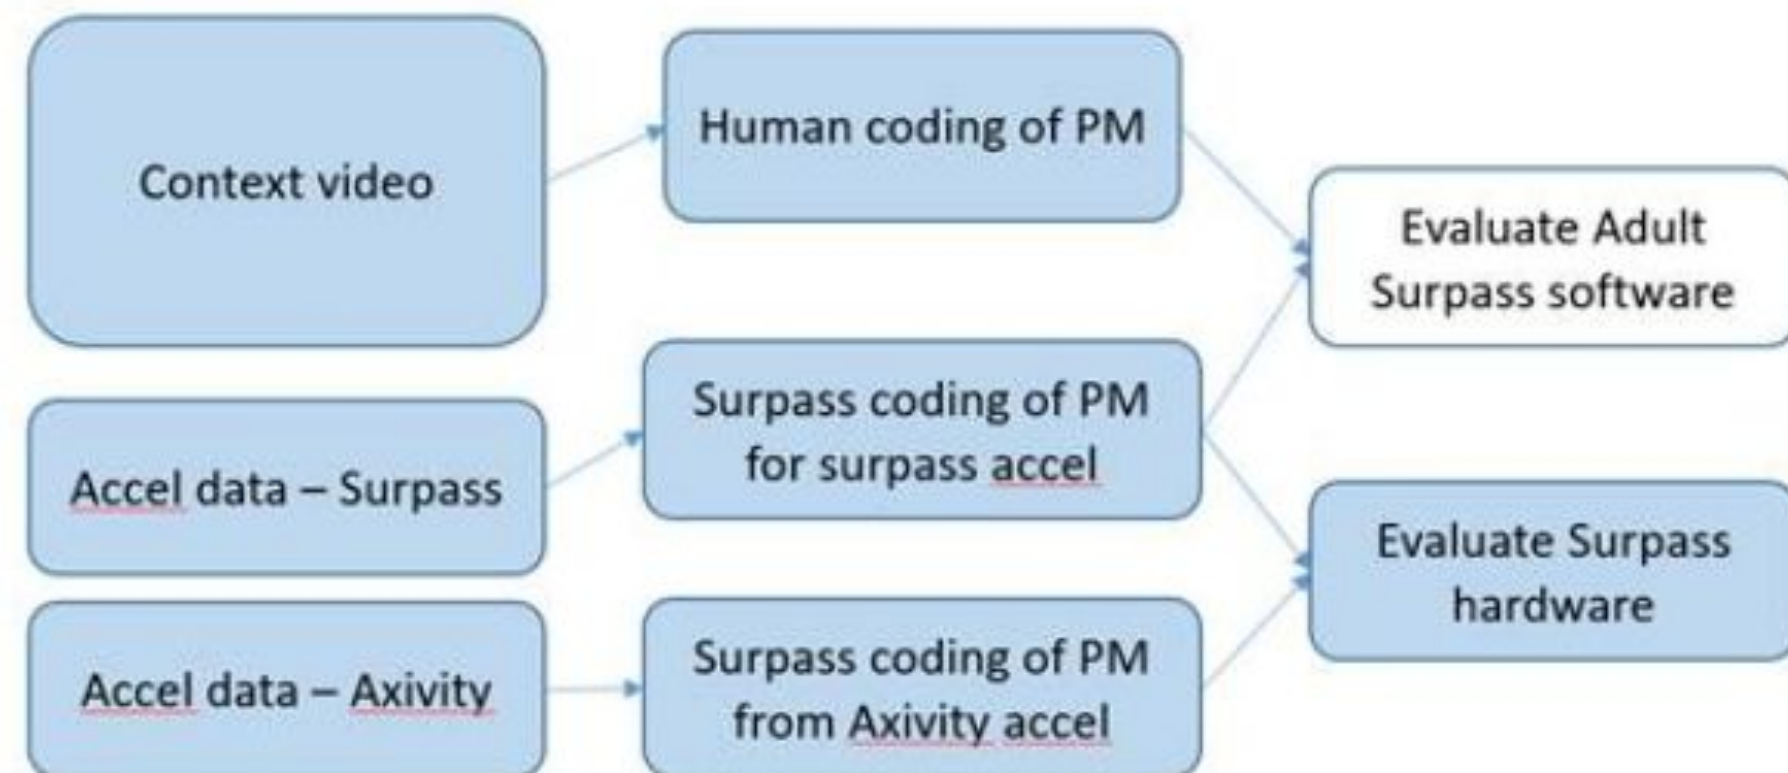 Context video
Human coding of PM
Evaluate Adult
Surpass software
Accel data – Surpass
Surpass coding of PM
for surpass accel
Evaluate Surpass
hardware
Accel data – Axivity
Surpass coding of PM
from Axivity accel